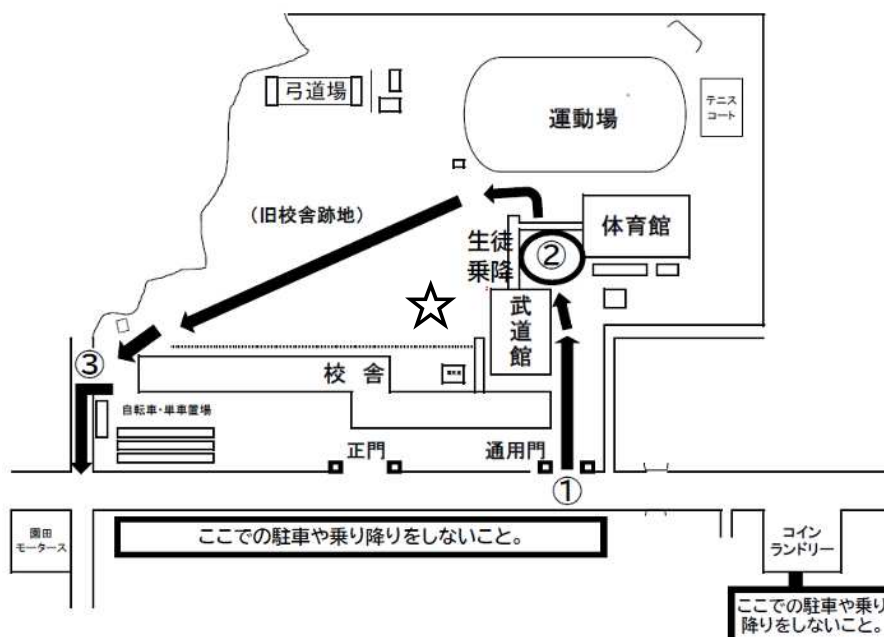 弓道場
運動場
テニス
コート
(旧校舎跡地)
生徒
乗降
②
体育館
武
道
館
③
校 舎
自転車・単車置場
正門
通用門
①
園田
モータース
ここでの駐車や乗り降りをしないこと。
コイン
ランドリー
ここでの駐車や乗り
降りをしないこと。